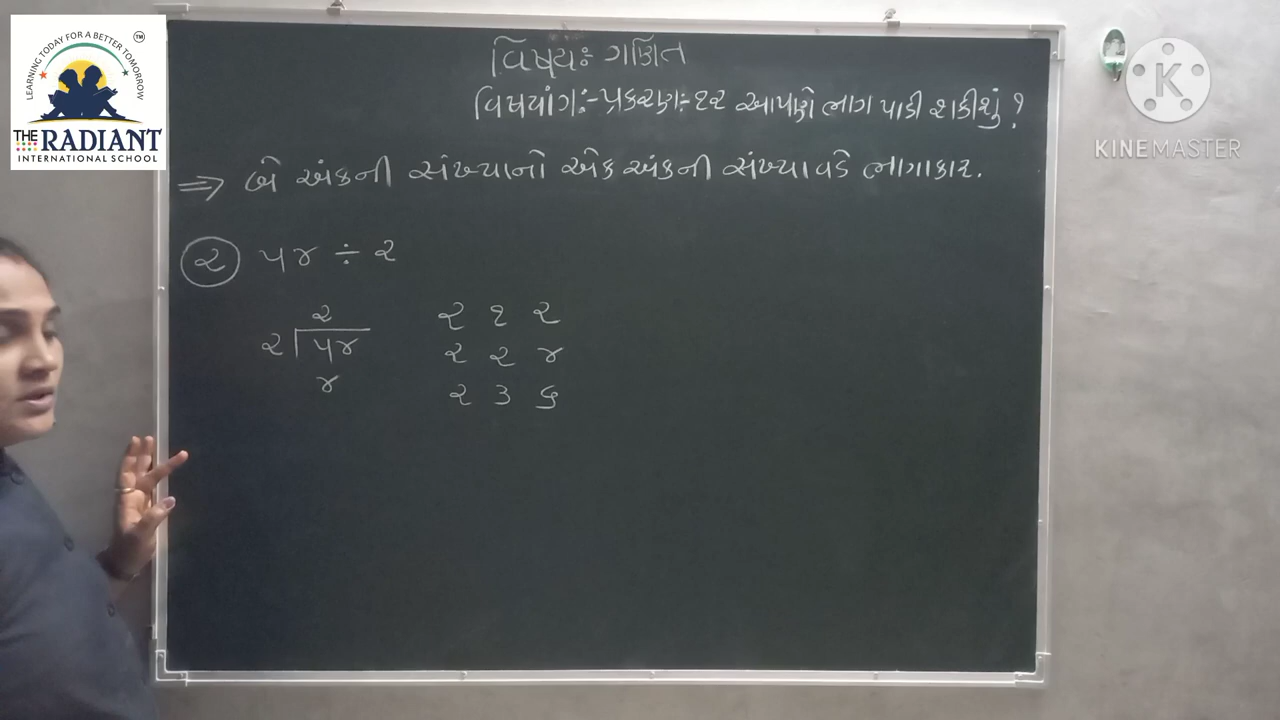 LEARNING TODAY FOR A BETTER TOMORROW
TM
THE RADIANT
INTERNATIONAL SCHOOL
K
KINEMASTER
વિષયઃ ગણિત
વિષયાંગઃ- પ્રકરણઃ- ૧૨ આપણે ભાગ પાડી શકીશું ?
⇒ બે અંકની સંખ્યાનો એક અંકની સંખ્યા વડે ભાગાકાર.
૨ ૫૪ ÷ ૨
૨
૨ ૫૪
૪
૨ ૧ ૨
૨ ૨ ૪
૨ ૩ ૬